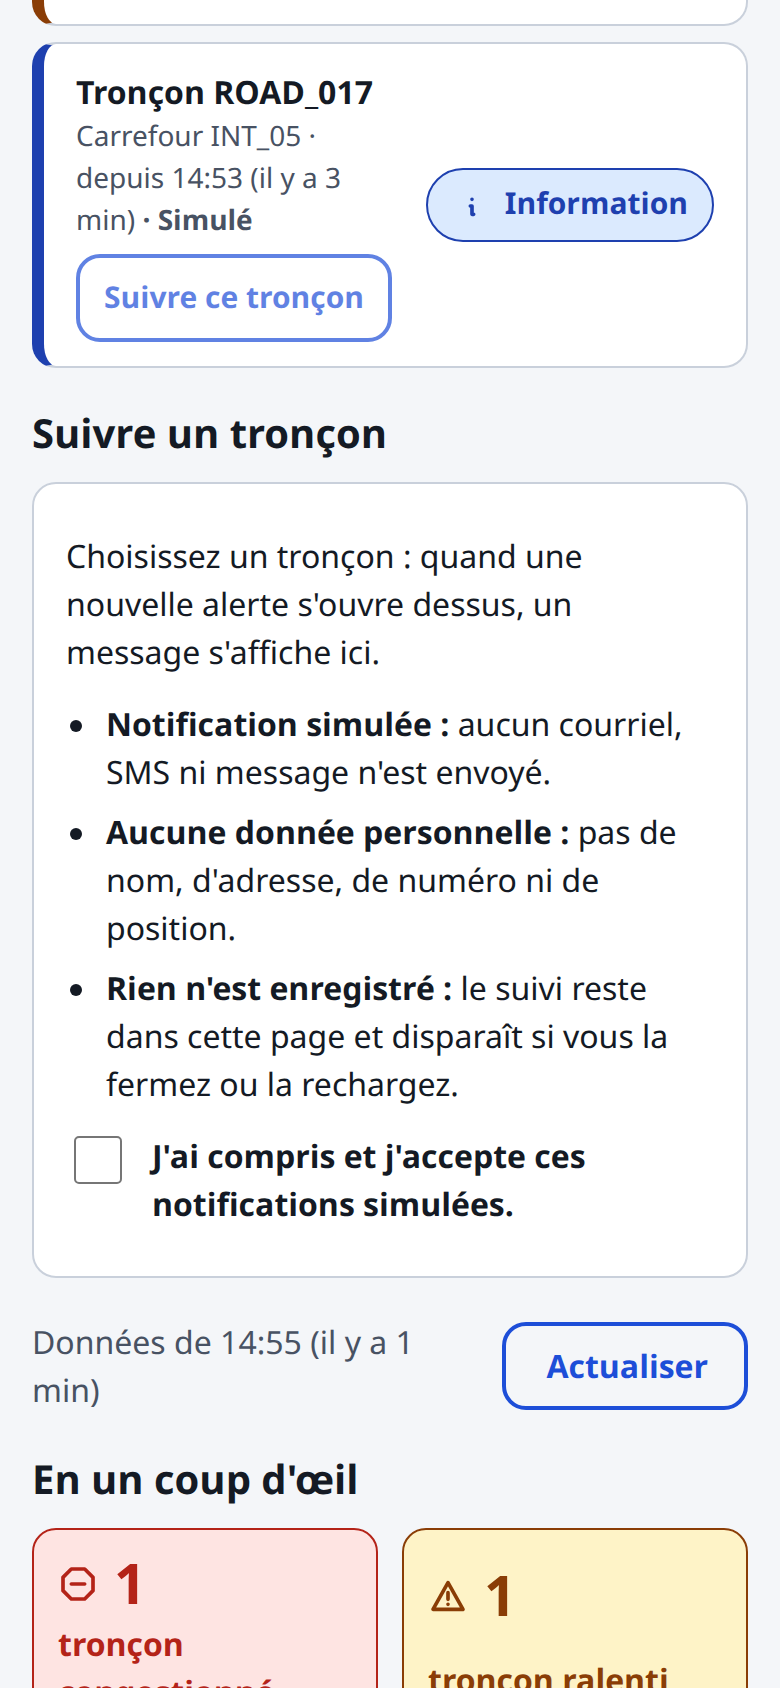 Tronçon ROAD_017
Carrefour INT_05 ·
depuis 14:53 (il y a 3
min) · Simulé
Information
Suivre ce tronçon
Suivre un tronçon
Choisissez un tronçon : quand une
nouvelle alerte s'ouvre dessus, un
message s'affiche ici.
Notification simulée : aucun courriel,
SMS ni message n'est envoyé.
Aucune donnée personnelle : pas de
nom, d'adresse, de numéro ni de
position.
Rien n'est enregistré : le suivi reste
dans cette page et disparaît si vous la
fermez ou la rechargez.
J'ai compris et j'accepte ces
notifications simulées.
Données de 14:55 (il y a 1
min)
Actualiser
En un coup d'œil
1
tronçon
1
tronçon ralenti